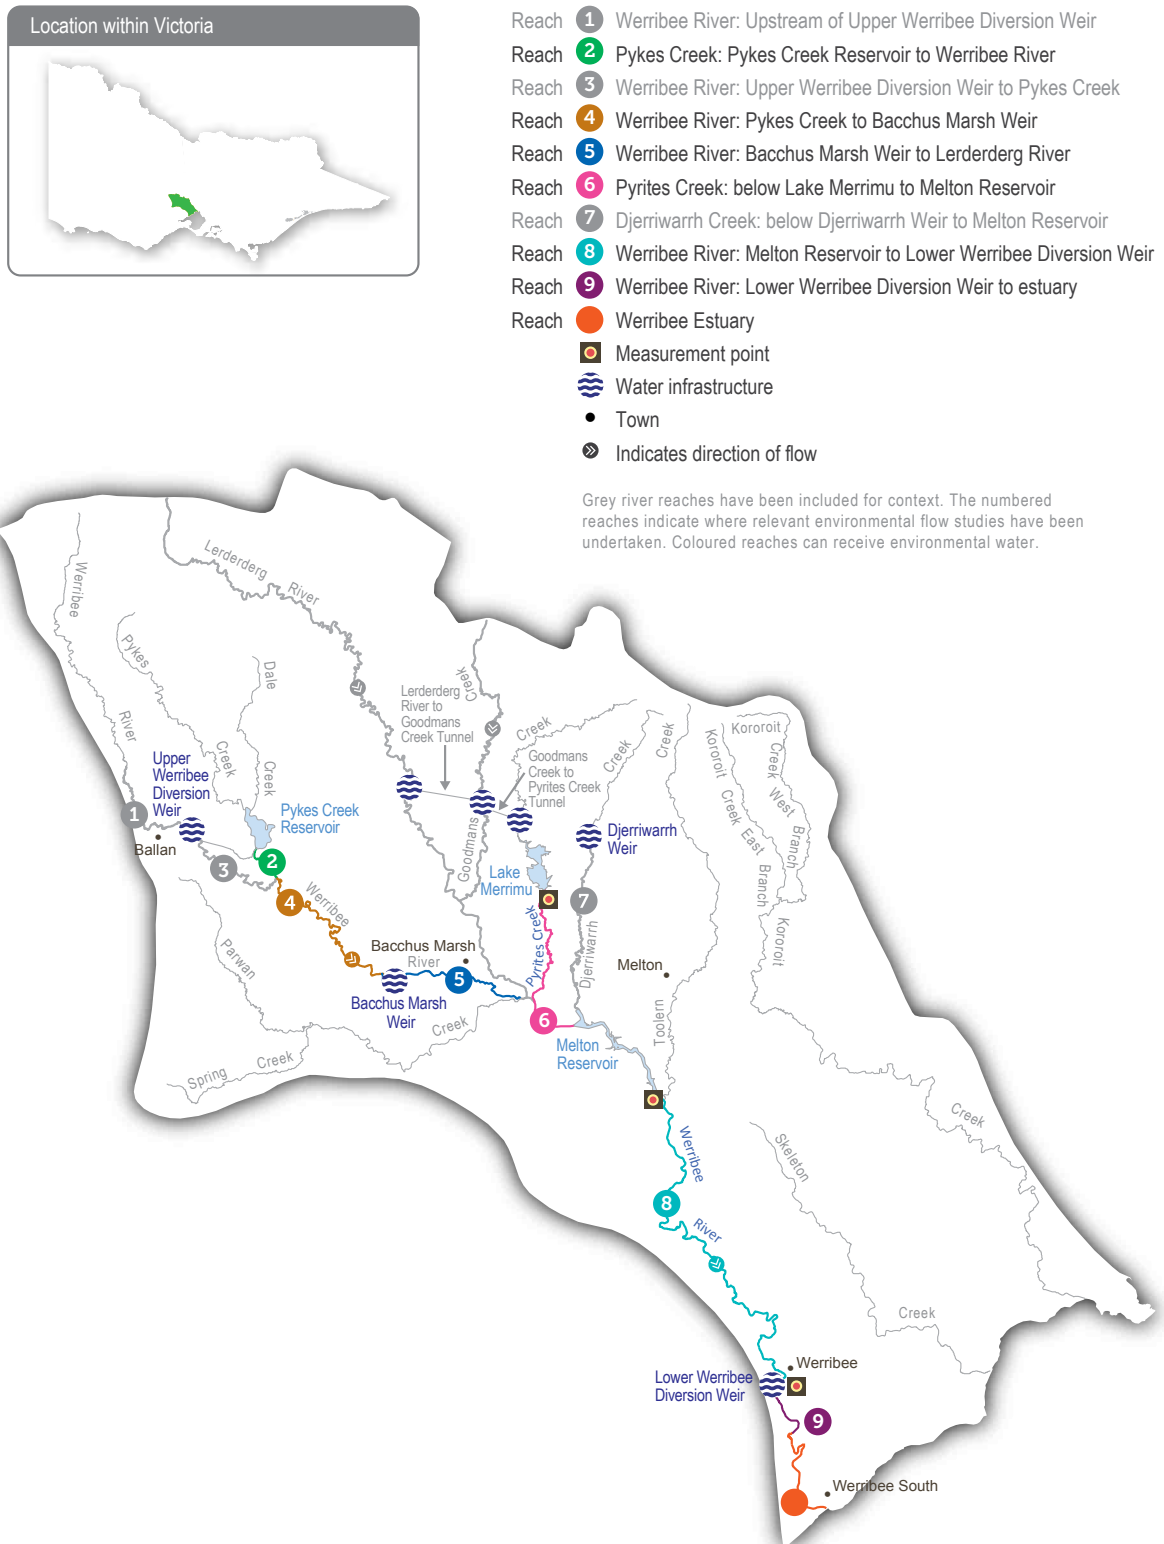 Location within Victoria
Reach 1 Werribee River: Upstream of Upper Werribee Diversion Weir
Reach 2 Pykes Creek: Pykes Creek Reservoir to Werribee River
Reach 3 Werribee River: Upper Werribee Diversion Weir to Pykes Creek
Reach 4 Werribee River: Pykes Creek to Bacchus Marsh Weir
Reach 5 Werribee River: Bacchus Marsh Weir to Lerderderg River
Reach 6 Pyrites Creek: below Lake Merrimu to Melton Reservoir
Reach 7 Djerriwarrh Creek: below Djerriwarrh Weir to Melton Reservoir
Reach 8 Werribee River: Melton Reservoir to Lower Werribee Diversion Weir
Reach 9 Werribee River: Lower Werribee Diversion Weir to estuary
Reach Werribee Estuary
Measurement point
Water infrastructure
Town
Indicates direction of flow
Grey river reaches have been included for context. The numbered
reaches indicate where relevant environmental flow studies have been
undertaken. Coloured reaches can receive environmental water.
Lerderderg
River
Werribee
River
Pykes
Creek
Dale
Creek
Creek
Goodmans
Lerderderg
River to
Goodmans
Creek Tunnel
Goodmans
Creek to
Pyrites Creek
Tunnel
Creek
Creek
Creek
Kororoit
Creek West
Branch
Kororoit
Creek East
Branch
Kororoit
Creek
Upper
Werribee
Diversion
Weir
1
Ballan
3
Pykes Creek
Reservoir
2
4
Werribee
River
Bacchus Marsh
5
Bacchus Marsh
Weir
Lake
Merrimu
Pyrites Creek
Djerriwarrh
Weir
7
Djerriwarrh
Melton
Toolern
Parwan
Creek
Spring
Creek
6
Melton
Reservoir
Werribee
8
River
Skeleton
Creek
Werribee
Lower Werribee
Diversion Weir
9
Werribee South